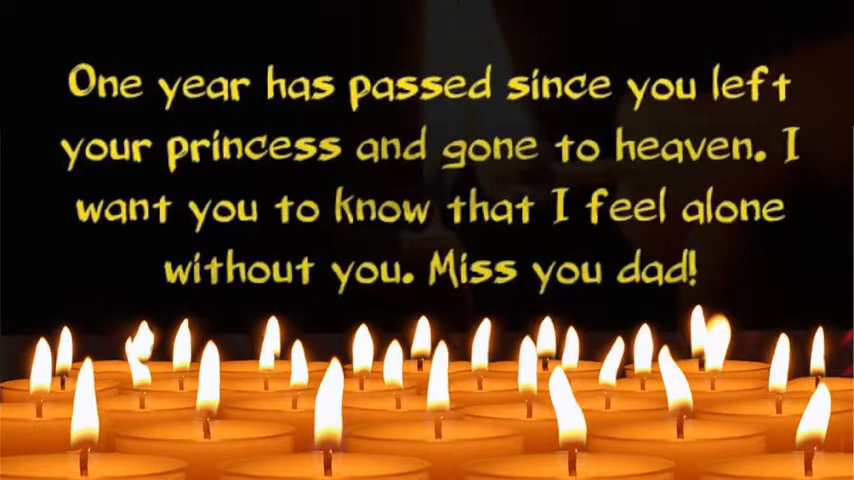 One year has passed since you left
your princess and gone to heaven. I
want you to know that I feel alone
without you. Miss you dad!